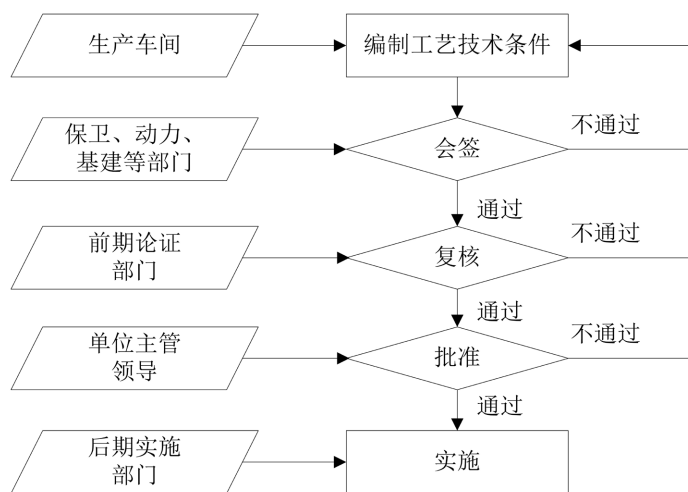 生产车间
编制工艺技术条件
保卫、动力、
基建等部门
会签
不通过
通过
前期论证
部门
复核
不通过
通过
单位主管
领导
批准
不通过
通过
后期实施
部门
实施